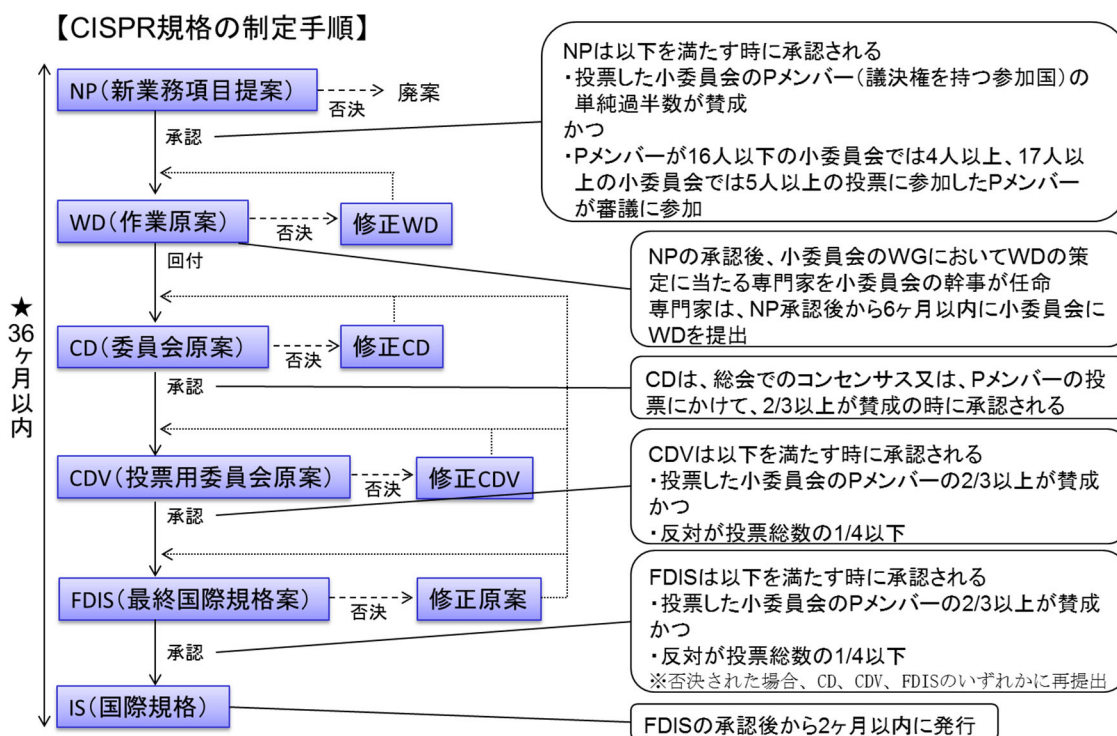 【CISPR規格の制定手順】
★36ヶ月以内
NP(新業務項目提案)
否決
廃案
承認
WD(作業原案)
否決
修正WD
回付
CD(委員会原案)
否決
修正CD
承認
CDV(投票用委員会原案)
否決
修正CDV
承認
FDIS(最終国際規格案)
否決
修正原案
承認
IS(国際規格)
NPは以下を満たす時に承認される
・投票した小委員会のPメンバー(議決権を持つ参加国)の
単純過半数が賛成
かつ
・Pメンバーが16人以下の小委員会では4人以上、17人以
上の小委員会では5人以上の投票に参加したPメンバー
が審議に参加
NPの承認後、小委員会のWGにおいてWDの策
定に当たる専門家を小委員会の幹事が任命
専門家は、NP承認後から6ヶ月以内に小委員会に
WDを提出
CDは、総会でのコンセンサス又は、Pメンバーの投
票にかけて、2/3以上が賛成の時に承認される
CDVは以下を満たす時に承認される
・投票した小委員会のPメンバーの2/3以上が賛成
かつ
・反対が投票総数の1/4以下
FDISは以下を満たす時に承認される
・投票した小委員会のPメンバーの2/3以上が賛成
かつ
・反対が投票総数の1/4以下
※否決された場合、CD、CDV、FDISのいずれかに再提出
FDISの承認後から2ヶ月以内に発行